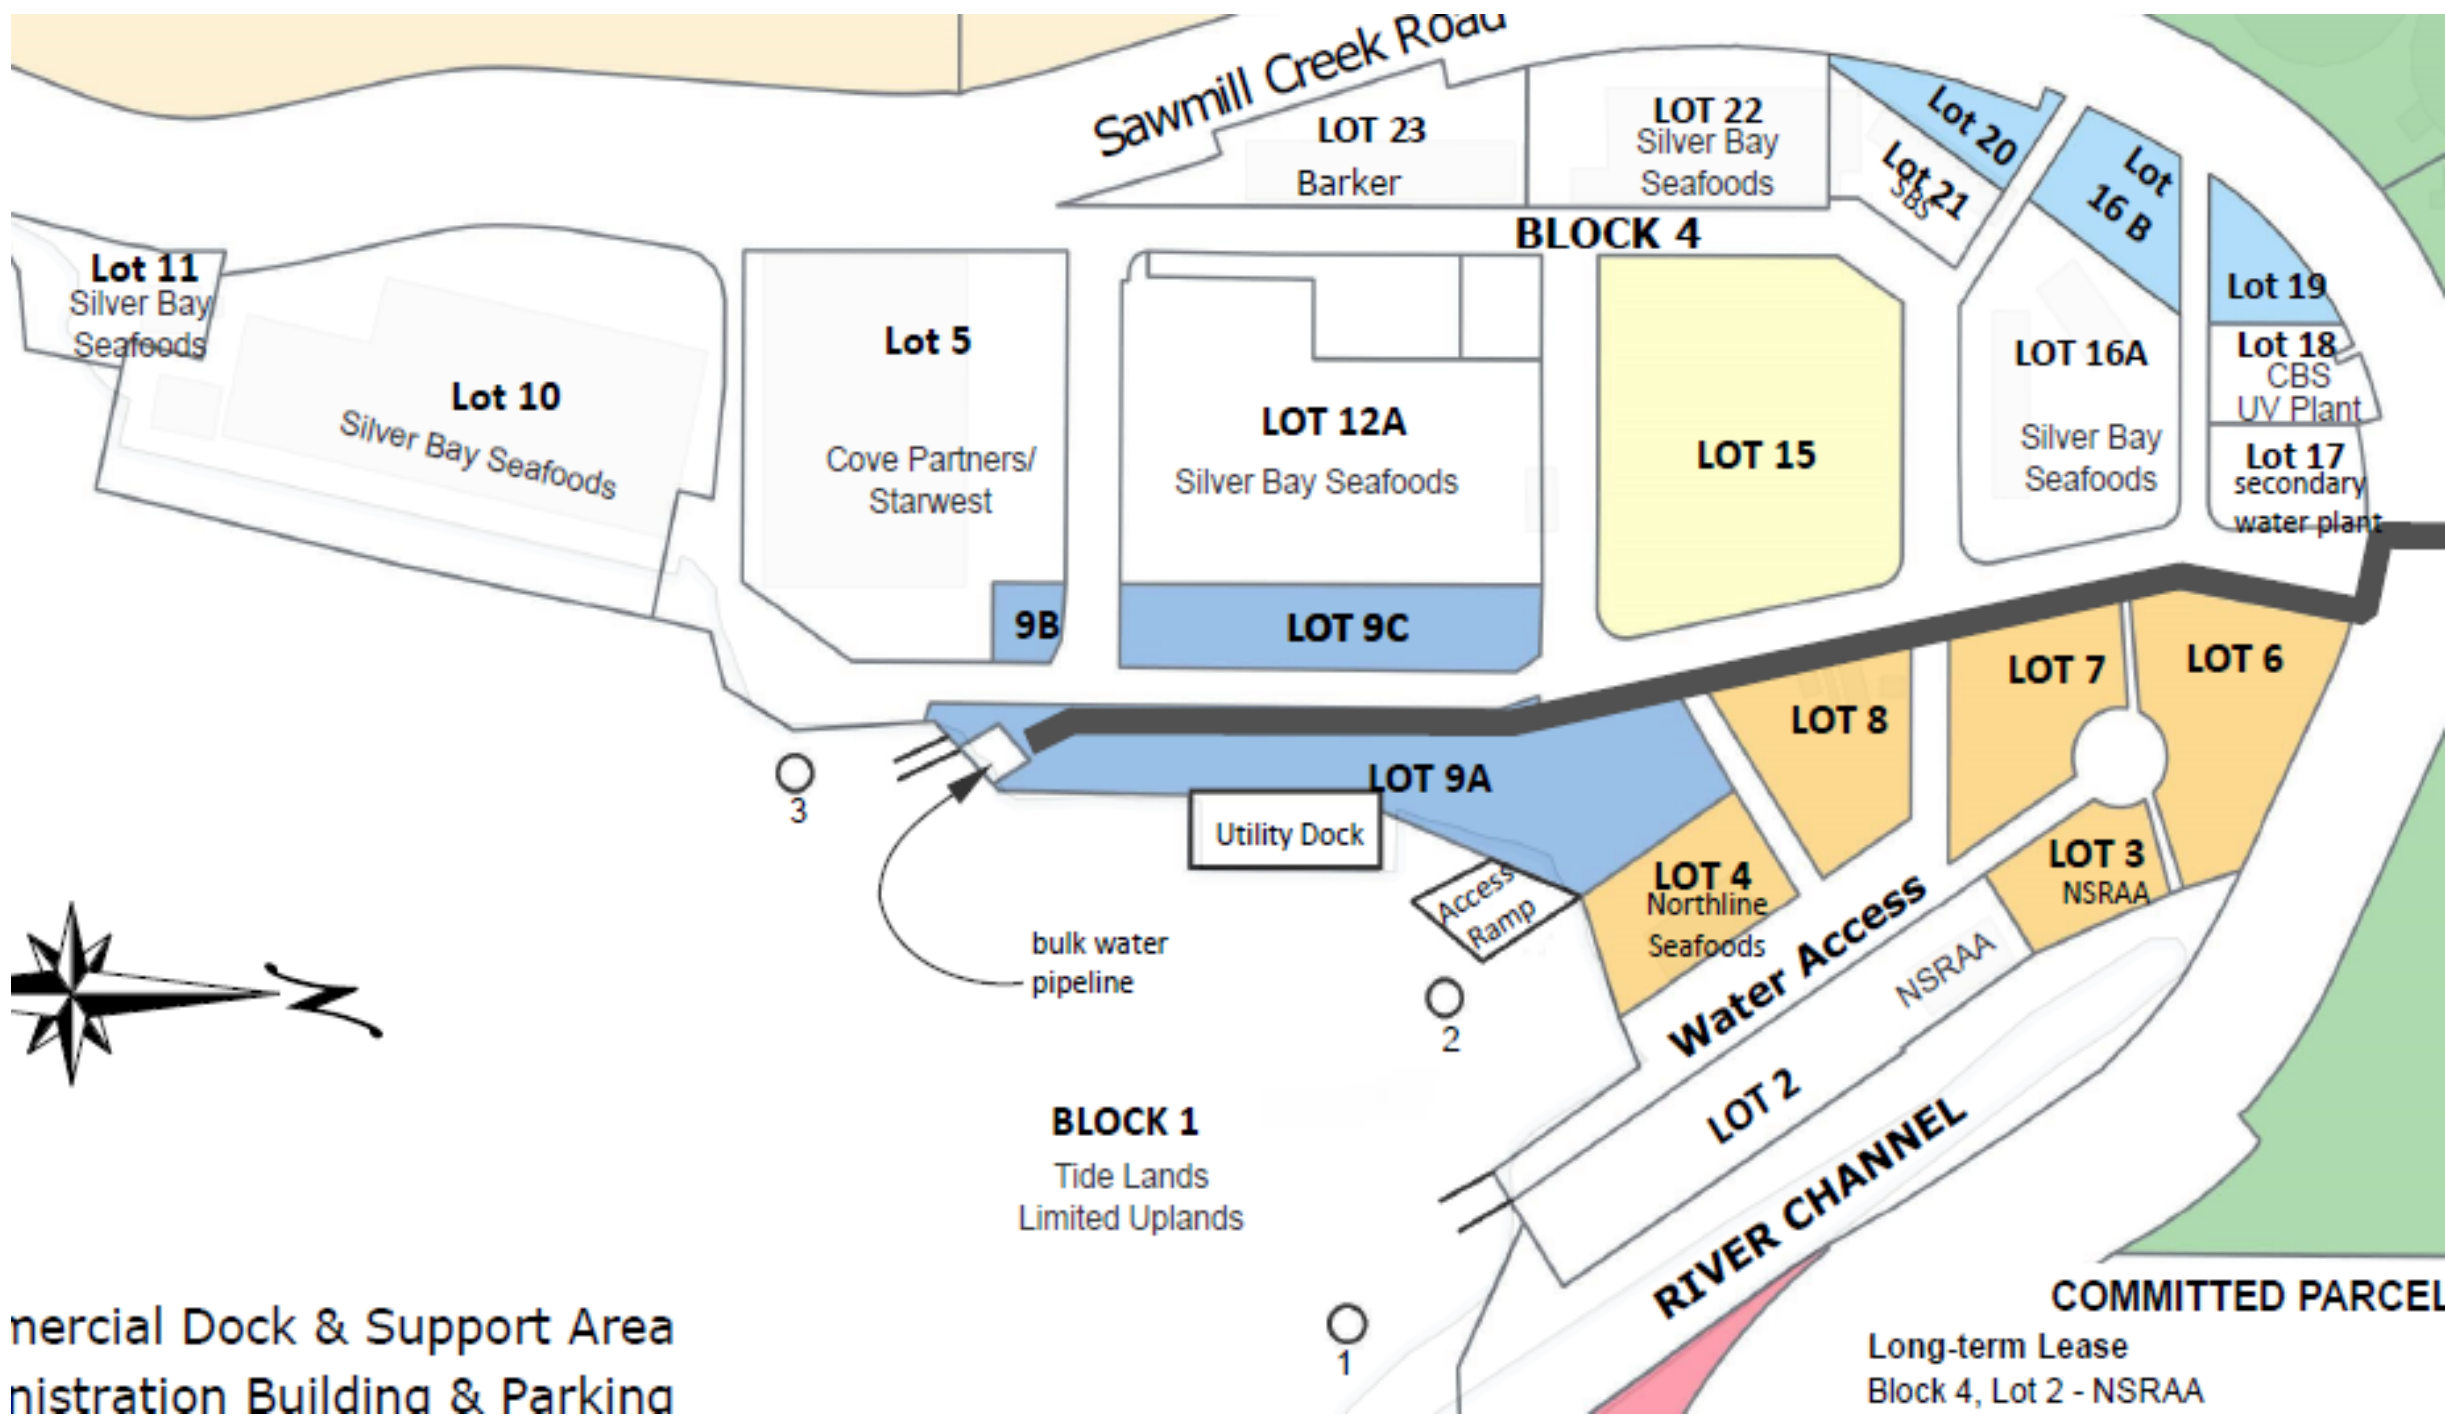 Sawmill Creek Road
LOT 23
Barker
LOT 22
Silver Bay
Seafoods
Lot 20
Lot 21
SBS
Lot
16 B
BLOCK 4
Lot 19
Lot 18
CBS
UV Plant
Lot 17
secondary
water plant
Lot 11
Silver Bay
Seafoods
Lot 10
Silver Bay Seafoods
Lot 5
Cove Partners/
Starwest
LOT 12A
Silver Bay Seafoods
LOT 15
LOT 16A
Silver Bay
Seafoods
9B
LOT 9C
LOT 7
LOT 6
LOT 8
LOT 9A
3
Utility Dock
LOT 4
Northline
Seafoods
LOT 3
NSRAA
Access
Ramp
Water Access
NSRAA
bulk water
pipeline
N
2
LOT 2
BLOCK 1
Tide Lands
Limited Uplands
RIVER CHANNEL
1
mercial Dock & Support Area
nistration Building & Parking
COMMITTED PARCEL
Long-term Lease
Block 4, Lot 2 - NSRAA